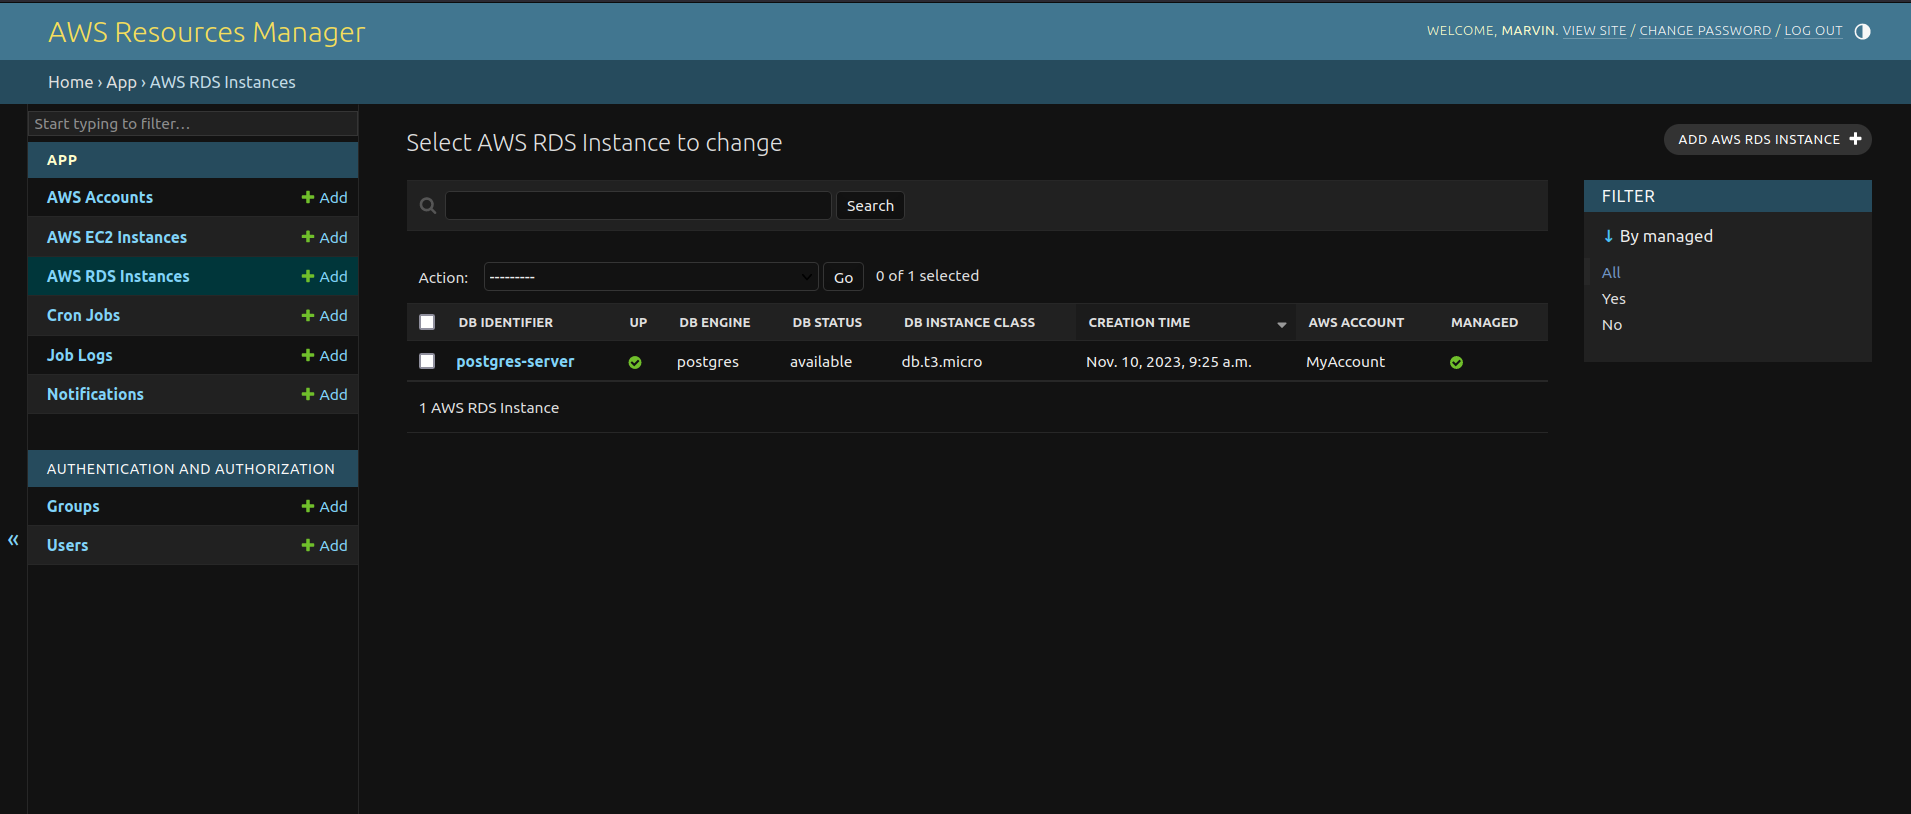 AWS Resources Manager
WELCOME, MARVIN. VIEW SITE / CHANGE PASSWORD / LOG OUT
Home › App › AWS RDS Instances
Start typing to filter...
APP
AWS Accounts + Add
AWS EC2 Instances + Add
AWS RDS Instances + Add
Cron Jobs + Add
Job Logs + Add
Notifications + Add
AUTHENTICATION AND AUTHORIZATION
Groups + Add
Users + Add
«
Select AWS RDS Instance to change
ADD AWS RDS INSTANCE +
Search
Action: --------- Go 0 of 1 selected
DB IDENTIFIER UP DB ENGINE DB STATUS DB INSTANCE CLASS CREATION TIME AWS ACCOUNT MANAGED
postgres-server postgres available db.t3.micro Nov. 10, 2023, 9:25 a.m. MyAccount
1 AWS RDS Instance
FILTER
↓ By managed
All
Yes
No